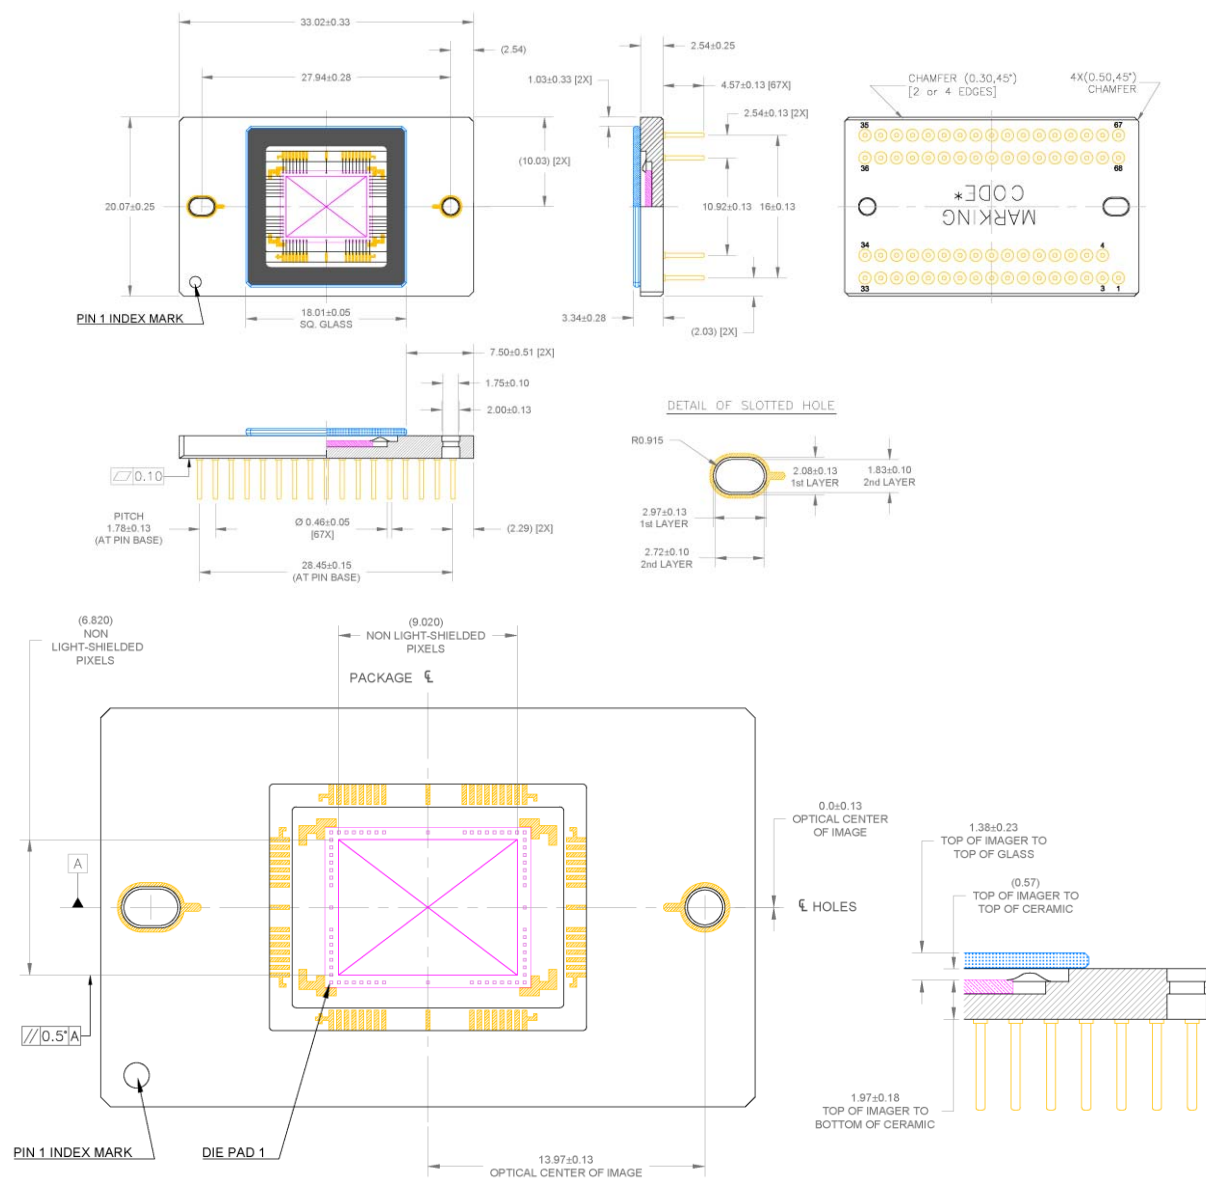 33.02±0.33
(2.54)
27.94±0.28
20.07±0.25
(10.03) [2X]
PIN 1 INDEX MARK
18.01±0.05
SQ. GLASS
2.54±0.25
1.03±0.33 [2X]
4.57±0.13 [67X]
2.54±0.13 [2X]
10.92±0.13
16±0.13
3.34±0.28
(2.03) [2X]
CHAMFER (0.30,45°)
[2 or 4 EDGES]
4X(0.50,45°)
CHAMFER
35
67
36
68
MARKING
CODE*
34
4
33
3
1
7.50±0.51 [2X]
1.75±0.10
2.00±0.13
0.10
PITCH
1.78±0.13
(AT PIN BASE)
Ø 0.46±0.05
[67X]
(2.29) [2X]
28.45±0.15
(AT PIN BASE)
DETAIL OF SLOTTED HOLE
R0.915
2.08±0.13
1st LAYER
1.83±0.10
2nd LAYER
2.97±0.13
1st LAYER
2.72±0.10
2nd LAYER
(6.820)
NON
LIGHT-SHIELDED
PIXELS
(9.020)
NON LIGHT-SHIELDED
PIXELS
PACKAGE ℄
0.0±0.13
OPTICAL CENTER
OF IMAGE
A
℄ HOLES
// 0.5° A
PIN 1 INDEX MARK
DIE PAD 1
13.97±0.13
OPTICAL CENTER OF IMAGE
1.38±0.23
TOP OF IMAGER TO
TOP OF GLASS
(0.57)
TOP OF IMAGER TO
TOP OF CERAMIC
1.97±0.18
TOP OF IMAGER TO
BOTTOM OF CERAMIC